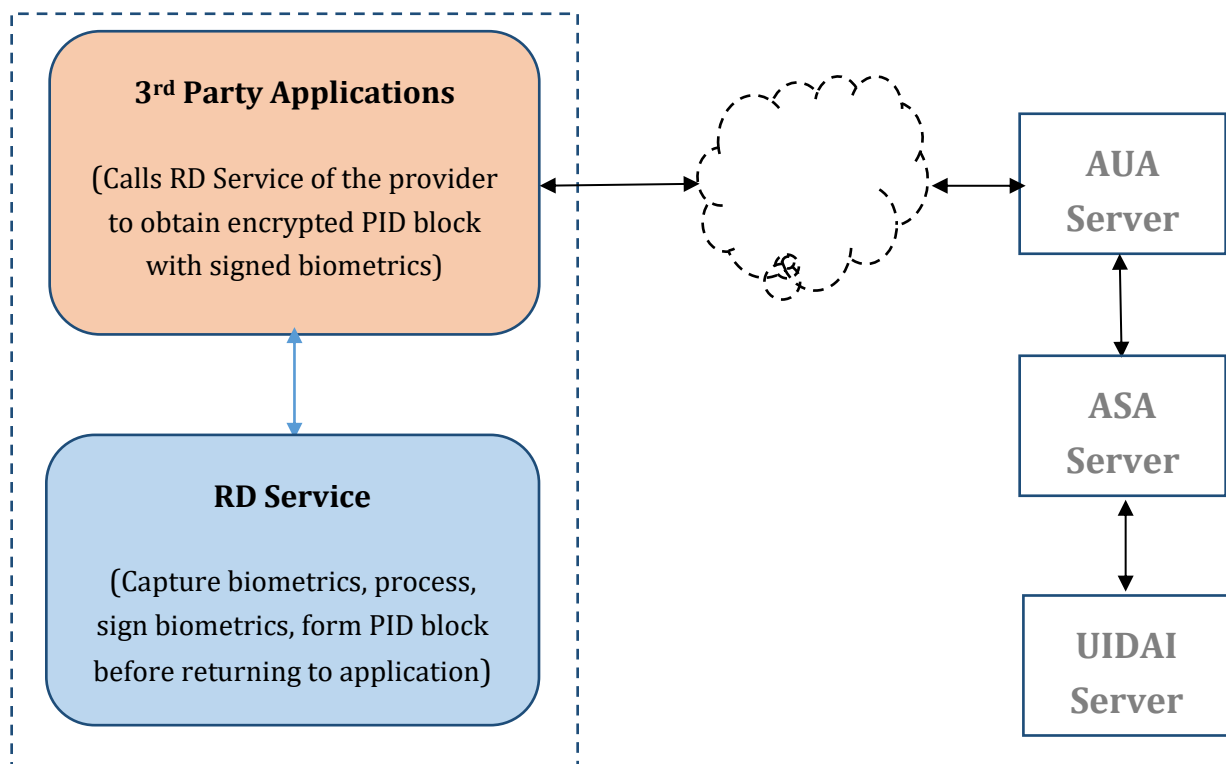 3rd Party Applications
(Calls RD Service of the provider
to obtain encrypted PID block
with signed biometrics)
RD Service
(Capture biometrics, process,
sign biometrics, form PID block
before returning to application)
AUA
Server
ASA
Server
UIDAI
Server